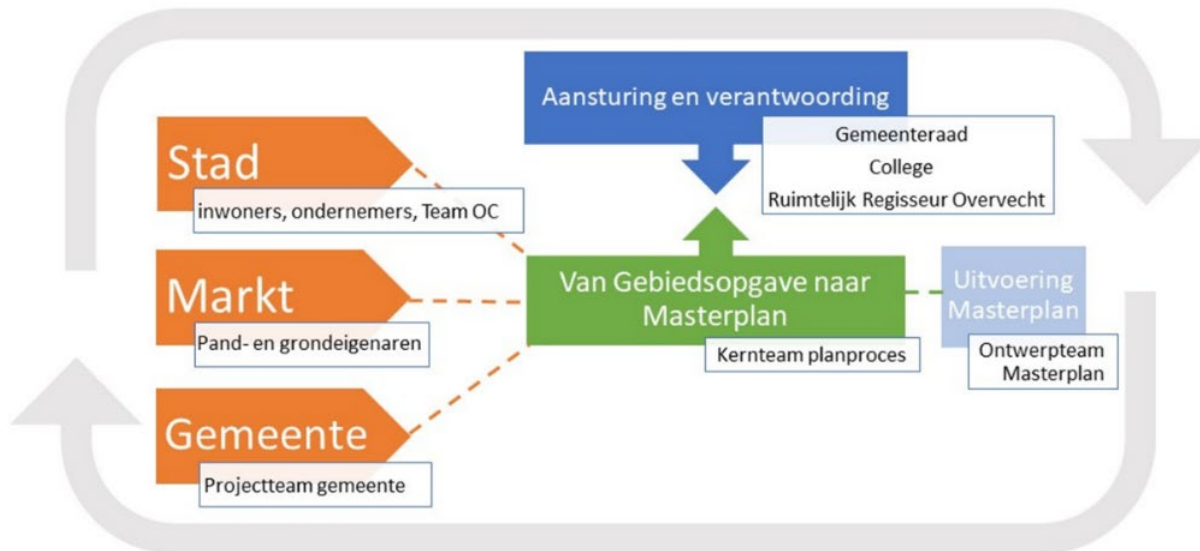 Aansturing en verantwoording
Gemeenteraad
College
Ruimtelijk Regisseur Overvecht
Stad
inwoners, ondernemers, Team OC
Markt
Pand- en grondeigenaren
Gemeente
Projectteam gemeente
Van Gebiedsopgave naar
Masterplan
Kernteam planproces
Uitvoering
Masterplan
Ontwerpteam
Masterplan